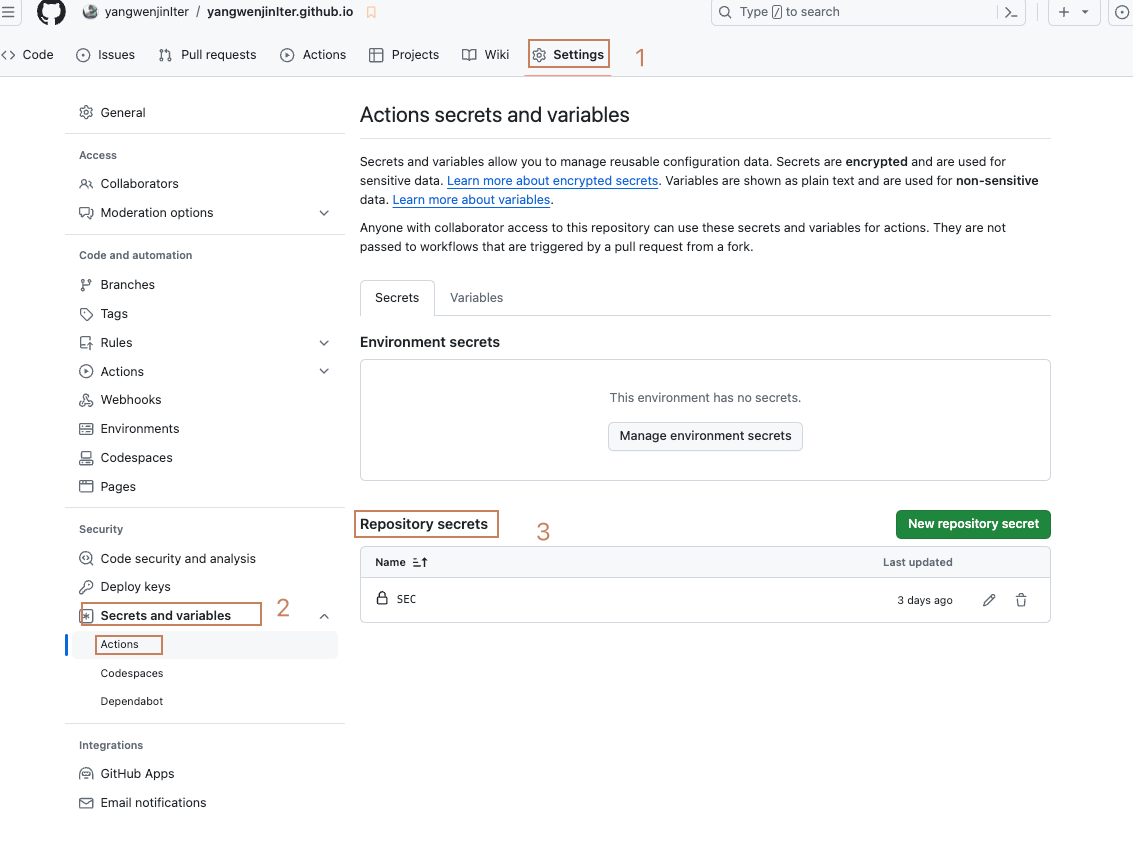 yangwenjinIter / yangwenjinIter.github.io
Type / to search
Code
Issues
Pull requests
Actions
Projects
Wiki
Settings
1
General
Access
Collaborators
Moderation options
Code and automation
Branches
Tags
Rules
Actions
Webhooks
Environments
Codespaces
Pages
Security
Code security and analysis
Deploy keys
Secrets and variables
2
Actions
Codespaces
Dependabot
Integrations
GitHub Apps
Email notifications
Actions secrets and variables
Secrets and variables allow you to manage reusable configuration data. Secrets are encrypted and are used for
sensitive data. Learn more about encrypted secrets. Variables are shown as plain text and are used for non-sensitive
data. Learn more about variables.
Anyone with collaborator access to this repository can use these secrets and variables for actions. They are not
passed to workflows that are triggered by a pull request from a fork.
Secrets
Variables
Environment secrets
This environment has no secrets.
Manage environment secrets
Repository secrets
3
New repository secret
Name
Last updated
SEC
3 days ago